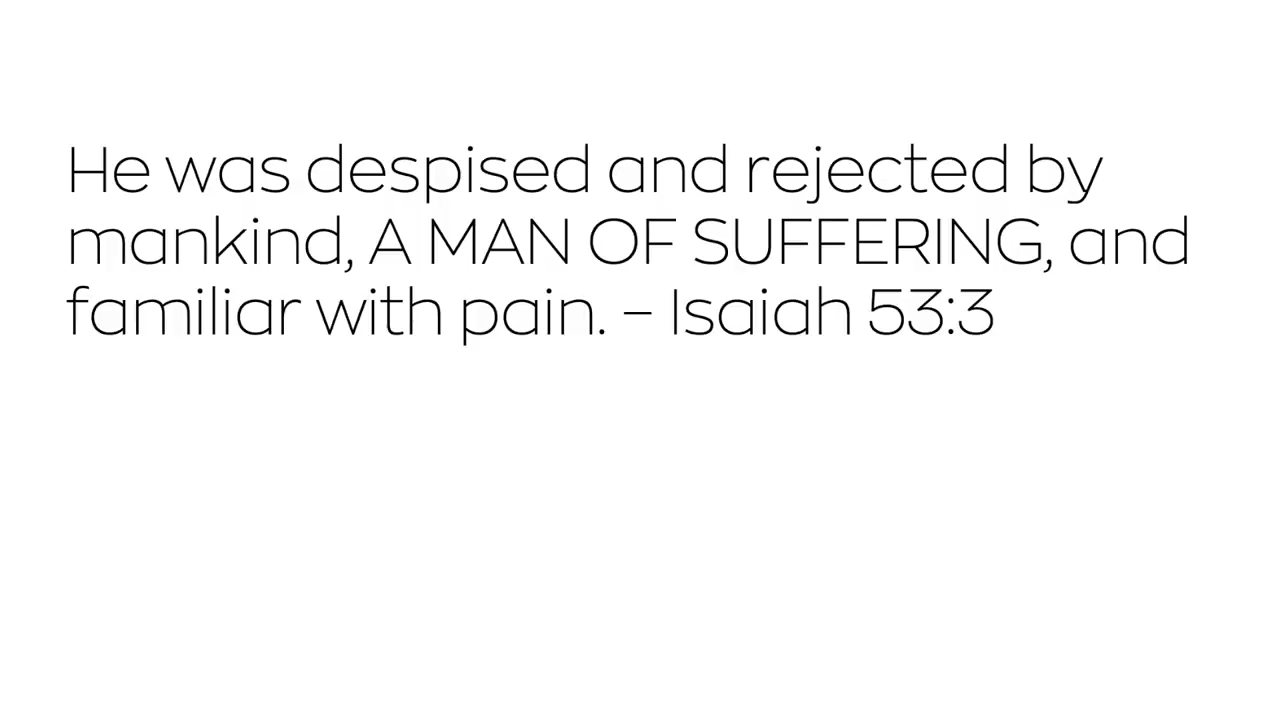 He was despised and rejected by
mankind, A MAN OF SUFFERING, and
familiar with pain. – Isaiah 53:3